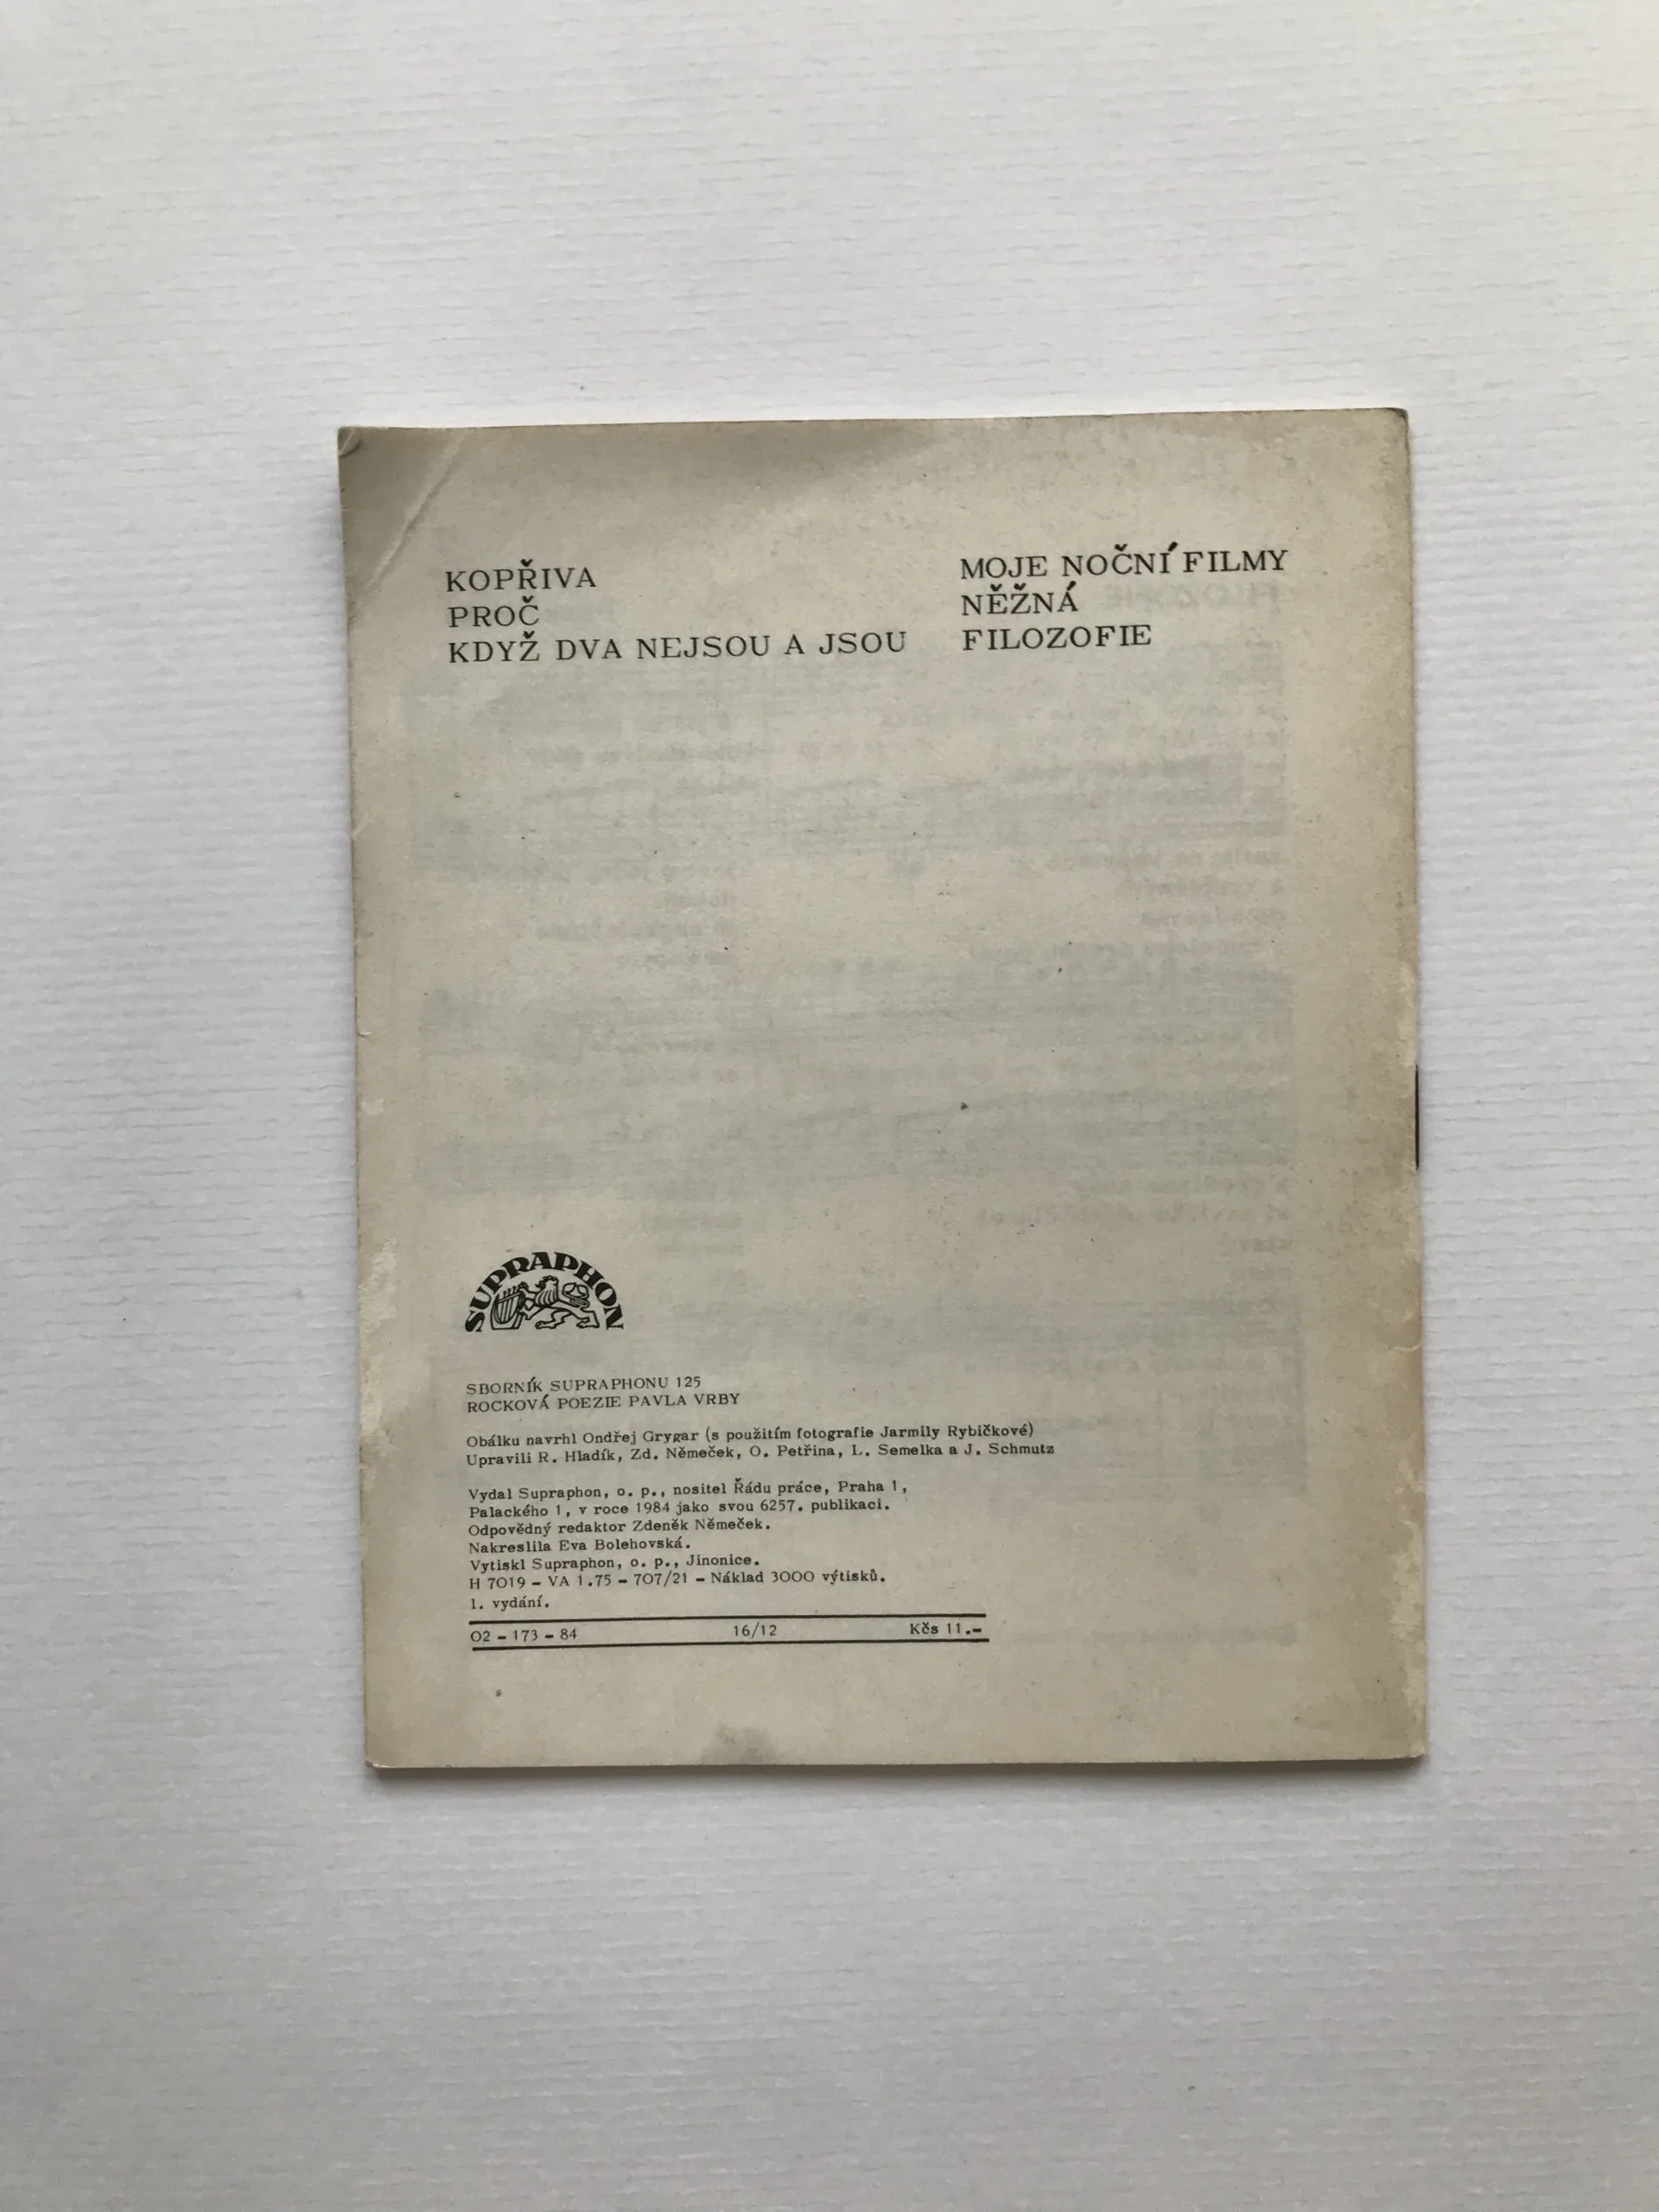 KOPŘIVA
PROČ
KDYŽ DVA NEJSOU A JSOU
MOJE NOČNÍ FILMY
NĚŽNÁ
FILOZOFIE
SUPRAPHON
SBORNÍK SUPRAPHONU 125
ROCKOVÁ POEZIE PAVLA VRBY
Obálku navrhl Ondřej Grygar (s použitím fotografie Jarmily Rybičkové)
Upravili R. Hladík, Zd. Němeček, O. Petřina, L. Semelka a J. Schmutz
Vydal Supraphon, o. p., nositel Řádu práce, Praha 1,
Palackého 1, v roce 1984 jako svou 6257. publikaci.
Odpovědný redaktor Zdeněk Němeček.
Nakreslila Eva Bolehovská.
Vytiskl Supraphon, o. p., Jinonice.
H 7019 - VA 1.75 - 707/21 - Náklad 3000 výtisků.
1. vydání.
02 - 173 - 84 16/12 Kčs 11.-